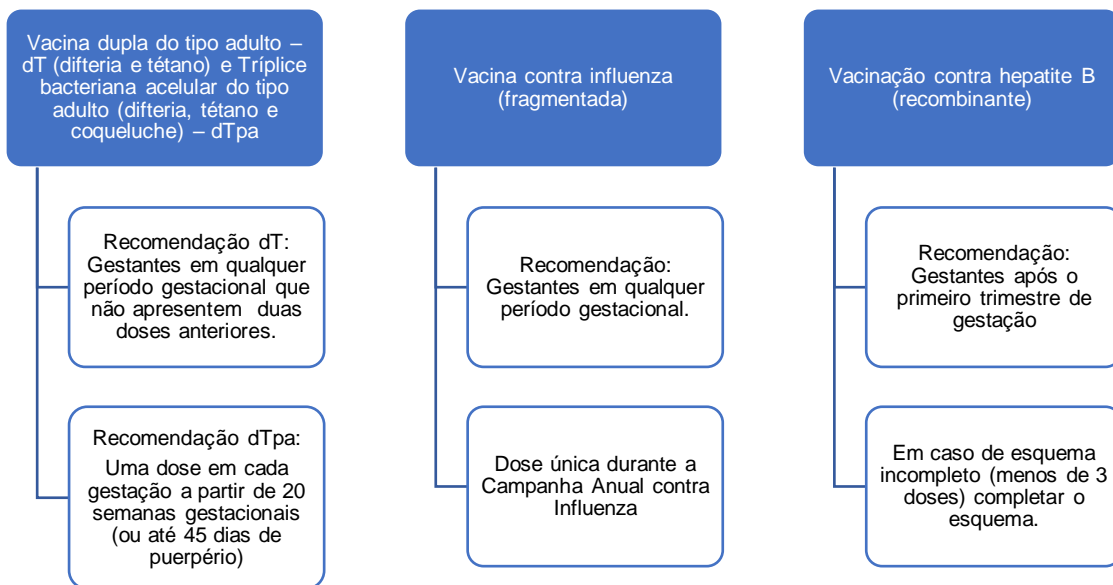 Vacina dupla do tipo adulto –
dT (difteria e tétano) e Tríplice
bacteriana acelular do tipo
adulto (difteria, tétano e
coqueluche) – dTpa
Recomendação dT:
Gestantes em qualquer
período gestacional que
não apresentem duas
doses anteriores.
Recomendação dTpa:
Uma dose em cada
gestação a partir de 20
semanas gestacionais
(ou até 45 dias de
puerpério)
Vacina contra influenza
(fragmentada)
Recomendação:
Gestantes em qualquer
período gestacional.
Dose única durante a
Campanha Anual contra
Influenza
Vacinação contra hepatite B
(recombinante)
Recomendação:
Gestantes após o
primeiro trimestre de
gestação
Em caso de esquema
incompleto (menos de 3
doses) completar o
esquema.